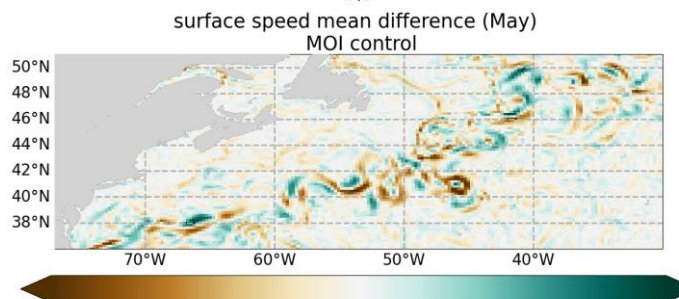 surface speed mean difference (May)
MOI control
50°N
48°N
46°N
44°N
42°N
40°N
38°N
70°W 60°W 50°W 40°W